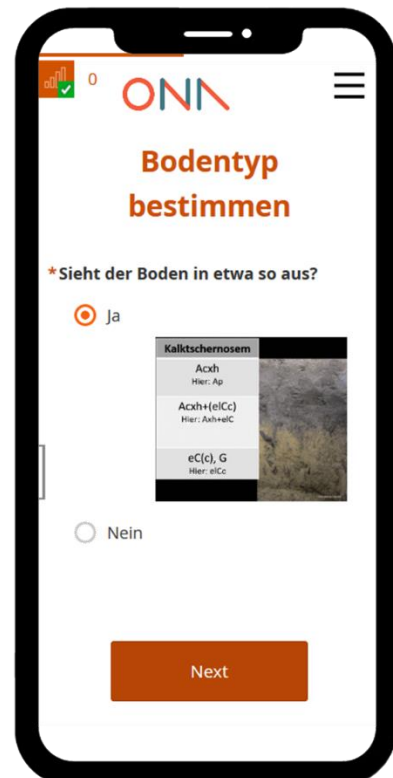 0
ONA
Bodentyp
bestimmen
*Sieht der Boden in etwa so aus?
Ja
Kalktschernosem
Acxh
Hier: Ap
Acxh+(elCc)
Hier: Axh+elC
eC(c), G
Hier: elCc
Nein
Next